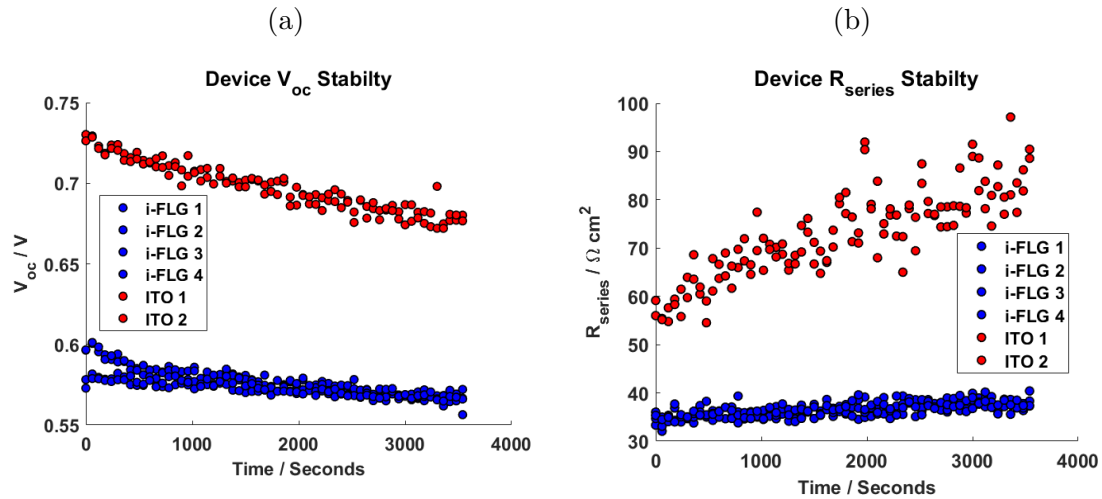 (a)
Device Voc Stabilty
0.75
0.7
0.65
0.6
0.55
Voc / V
i-FLG 1
i-FLG 2
i-FLG 3
i-FLG 4
ITO 1
ITO 2
0
1000
2000
3000
4000
Time / Seconds
(b)
Device Rseries Stabilty
100
90
80
70
60
50
40
30
Rseries / Ω cm2
i-FLG 1
i-FLG 2
i-FLG 3
i-FLG 4
ITO 1
ITO 2
0
1000
2000
3000
4000
Time / Seconds